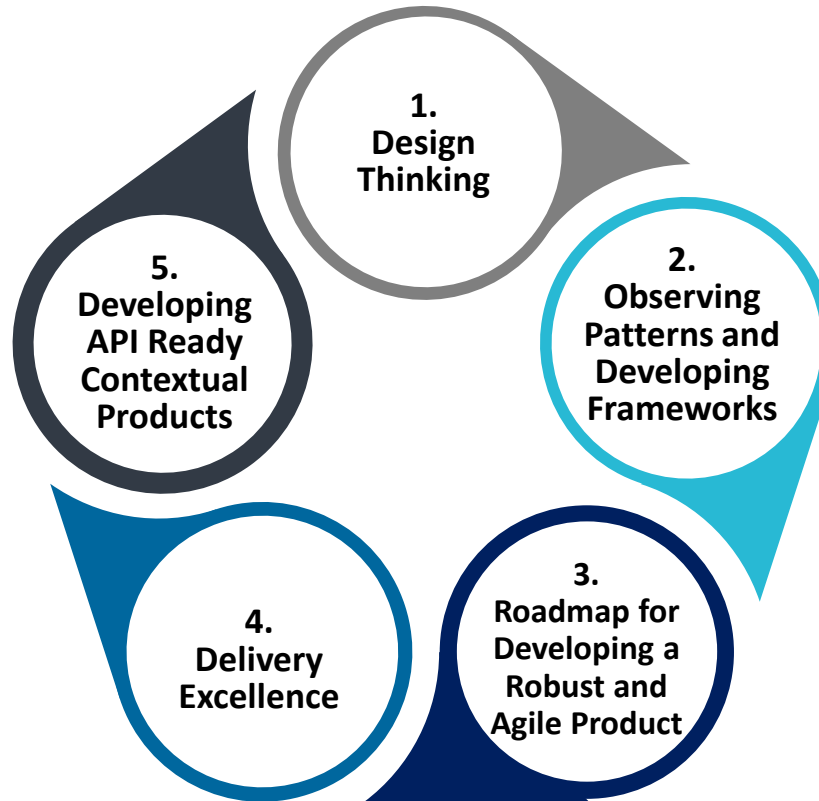 1.
Design
Thinking
2.
Observing
Patterns and
Developing
Frameworks
3.
Roadmap for
Developing a
Robust and
Agile Product
4.
Delivery
Excellence
5.
Developing
API Ready
Contextual
Products